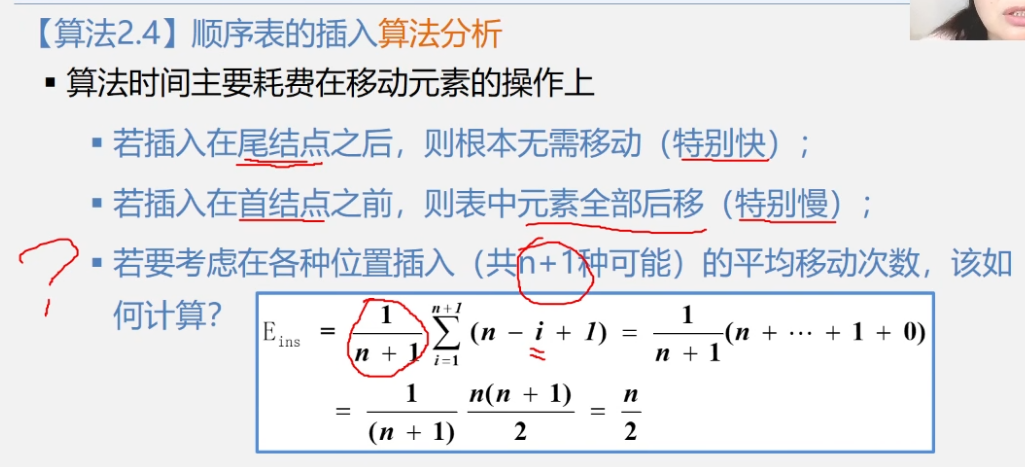 【算法2.4】顺序表的插入算法分析
▪ 算法时间主要耗费在移动元素的操作上
▪ 若插入在尾结点之后，则根本无需移动（特别快）；
▪ 若插入在首结点之前，则表中元素全部后移（特别慢）；
? ▪ 若要考虑在各种位置插入（共n+1种可能）的平均移动次数，该如
何计算？
E_ins = \frac{1}{n + 1} \sum_{i=1}^{n+1} (n - i + 1) = \frac{1}{n + 1} (n + ⋯ + 1 + 0)
= \frac{1}{(n + 1)} \frac{n(n + 1)}{2} = \frac{n}{2}